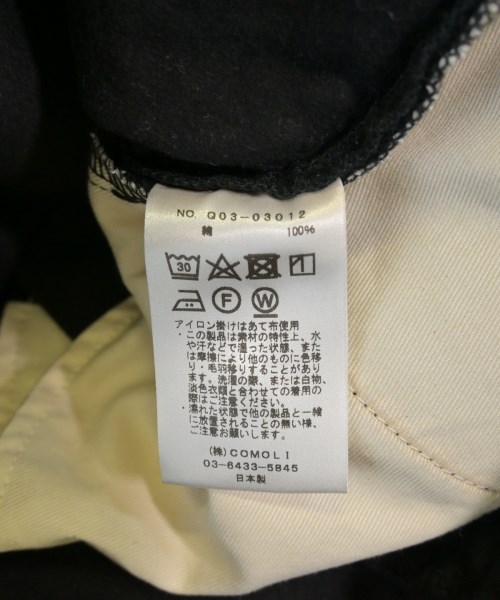 NO. Q03-03012
綿 100%
30
F W
アイロン掛けはあて布使用
・この製品は素材の特性上、水
や汗などで湿った状態、また
は摩擦により他のものに色移
り・毛羽移りすることがあり
ます。洗濯の際、または白物、
淡色衣類と合わせての着用の
際はご注意ください。
・濡れた状態で他の製品と一緒
に放置されることの無い様、
ご注意お願いします。
(株)COMOLI
03-6433-5845
日本製